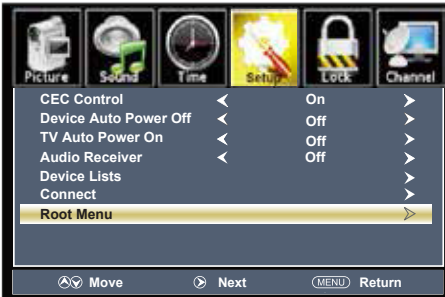 Picture Sound Time Setup Lock Channel
CEC Control On
Device Auto Power Off Off
TV Auto Power On Off
Audio Receiver Off
Device Lists
Connect
Root Menu
Move Next MENU Return